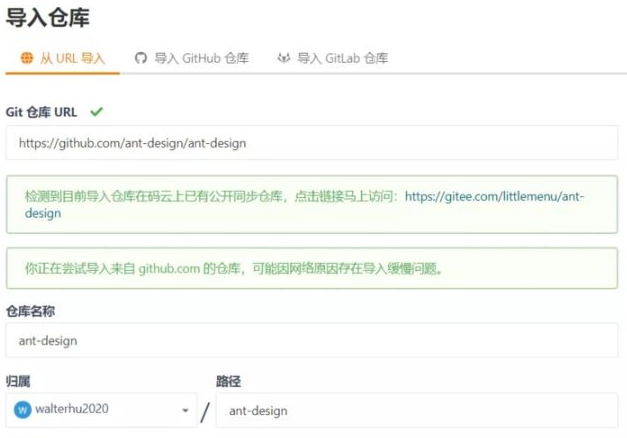 导入仓库
从 URL 导入 导入 GitHub 仓库 导入 GitLab 仓库
Git 仓库 URL
https://github.com/ant-design/ant-design
检测到目前导入仓库在码云上已有公开同步仓库，点击链接马上访问：https://gitee.com/littlemenu/ant-
design
你正在尝试导入来自 github.com 的仓库，可能因网络原因存在导入缓慢问题。
仓库名称
ant-design
归属 路径
W walterhu2020 / ant-design